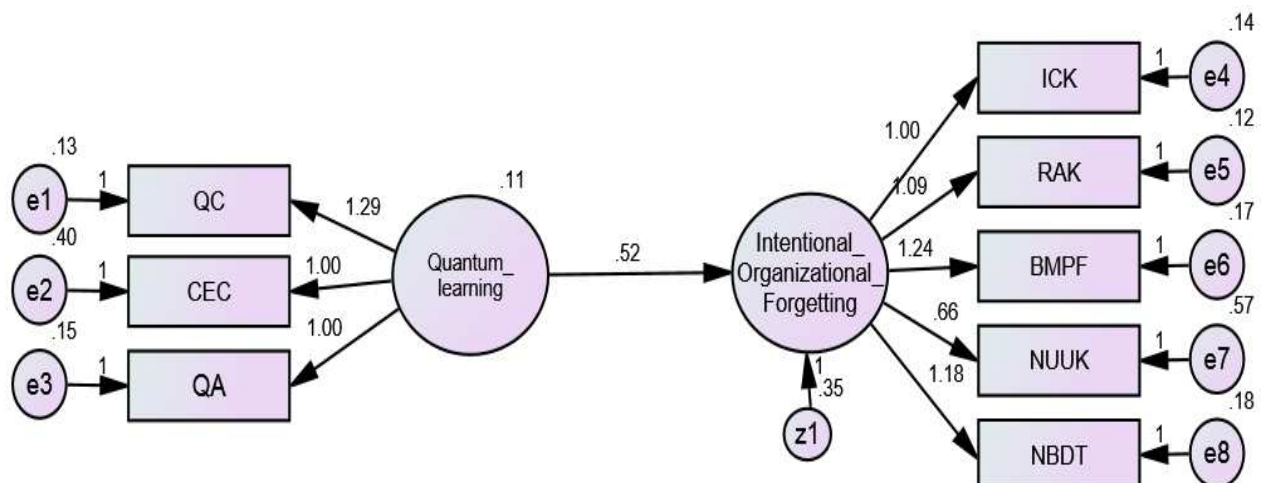 .13
e1
1
QC
1.29
.40
e2
1
CEC
1.00
.15
e3
1
QA
1.00
.11
Quantum_
learning
.52
Intentional_
Organizational_
Forgetting
1
.35
z1
1.00
ICK
1
e4
.14
1.09
RAK
1
e5
.12
1.24
BMPF
1
e6
.17
.66
NUUK
1
e7
.57
1.18
NBDT
1
e8
.18